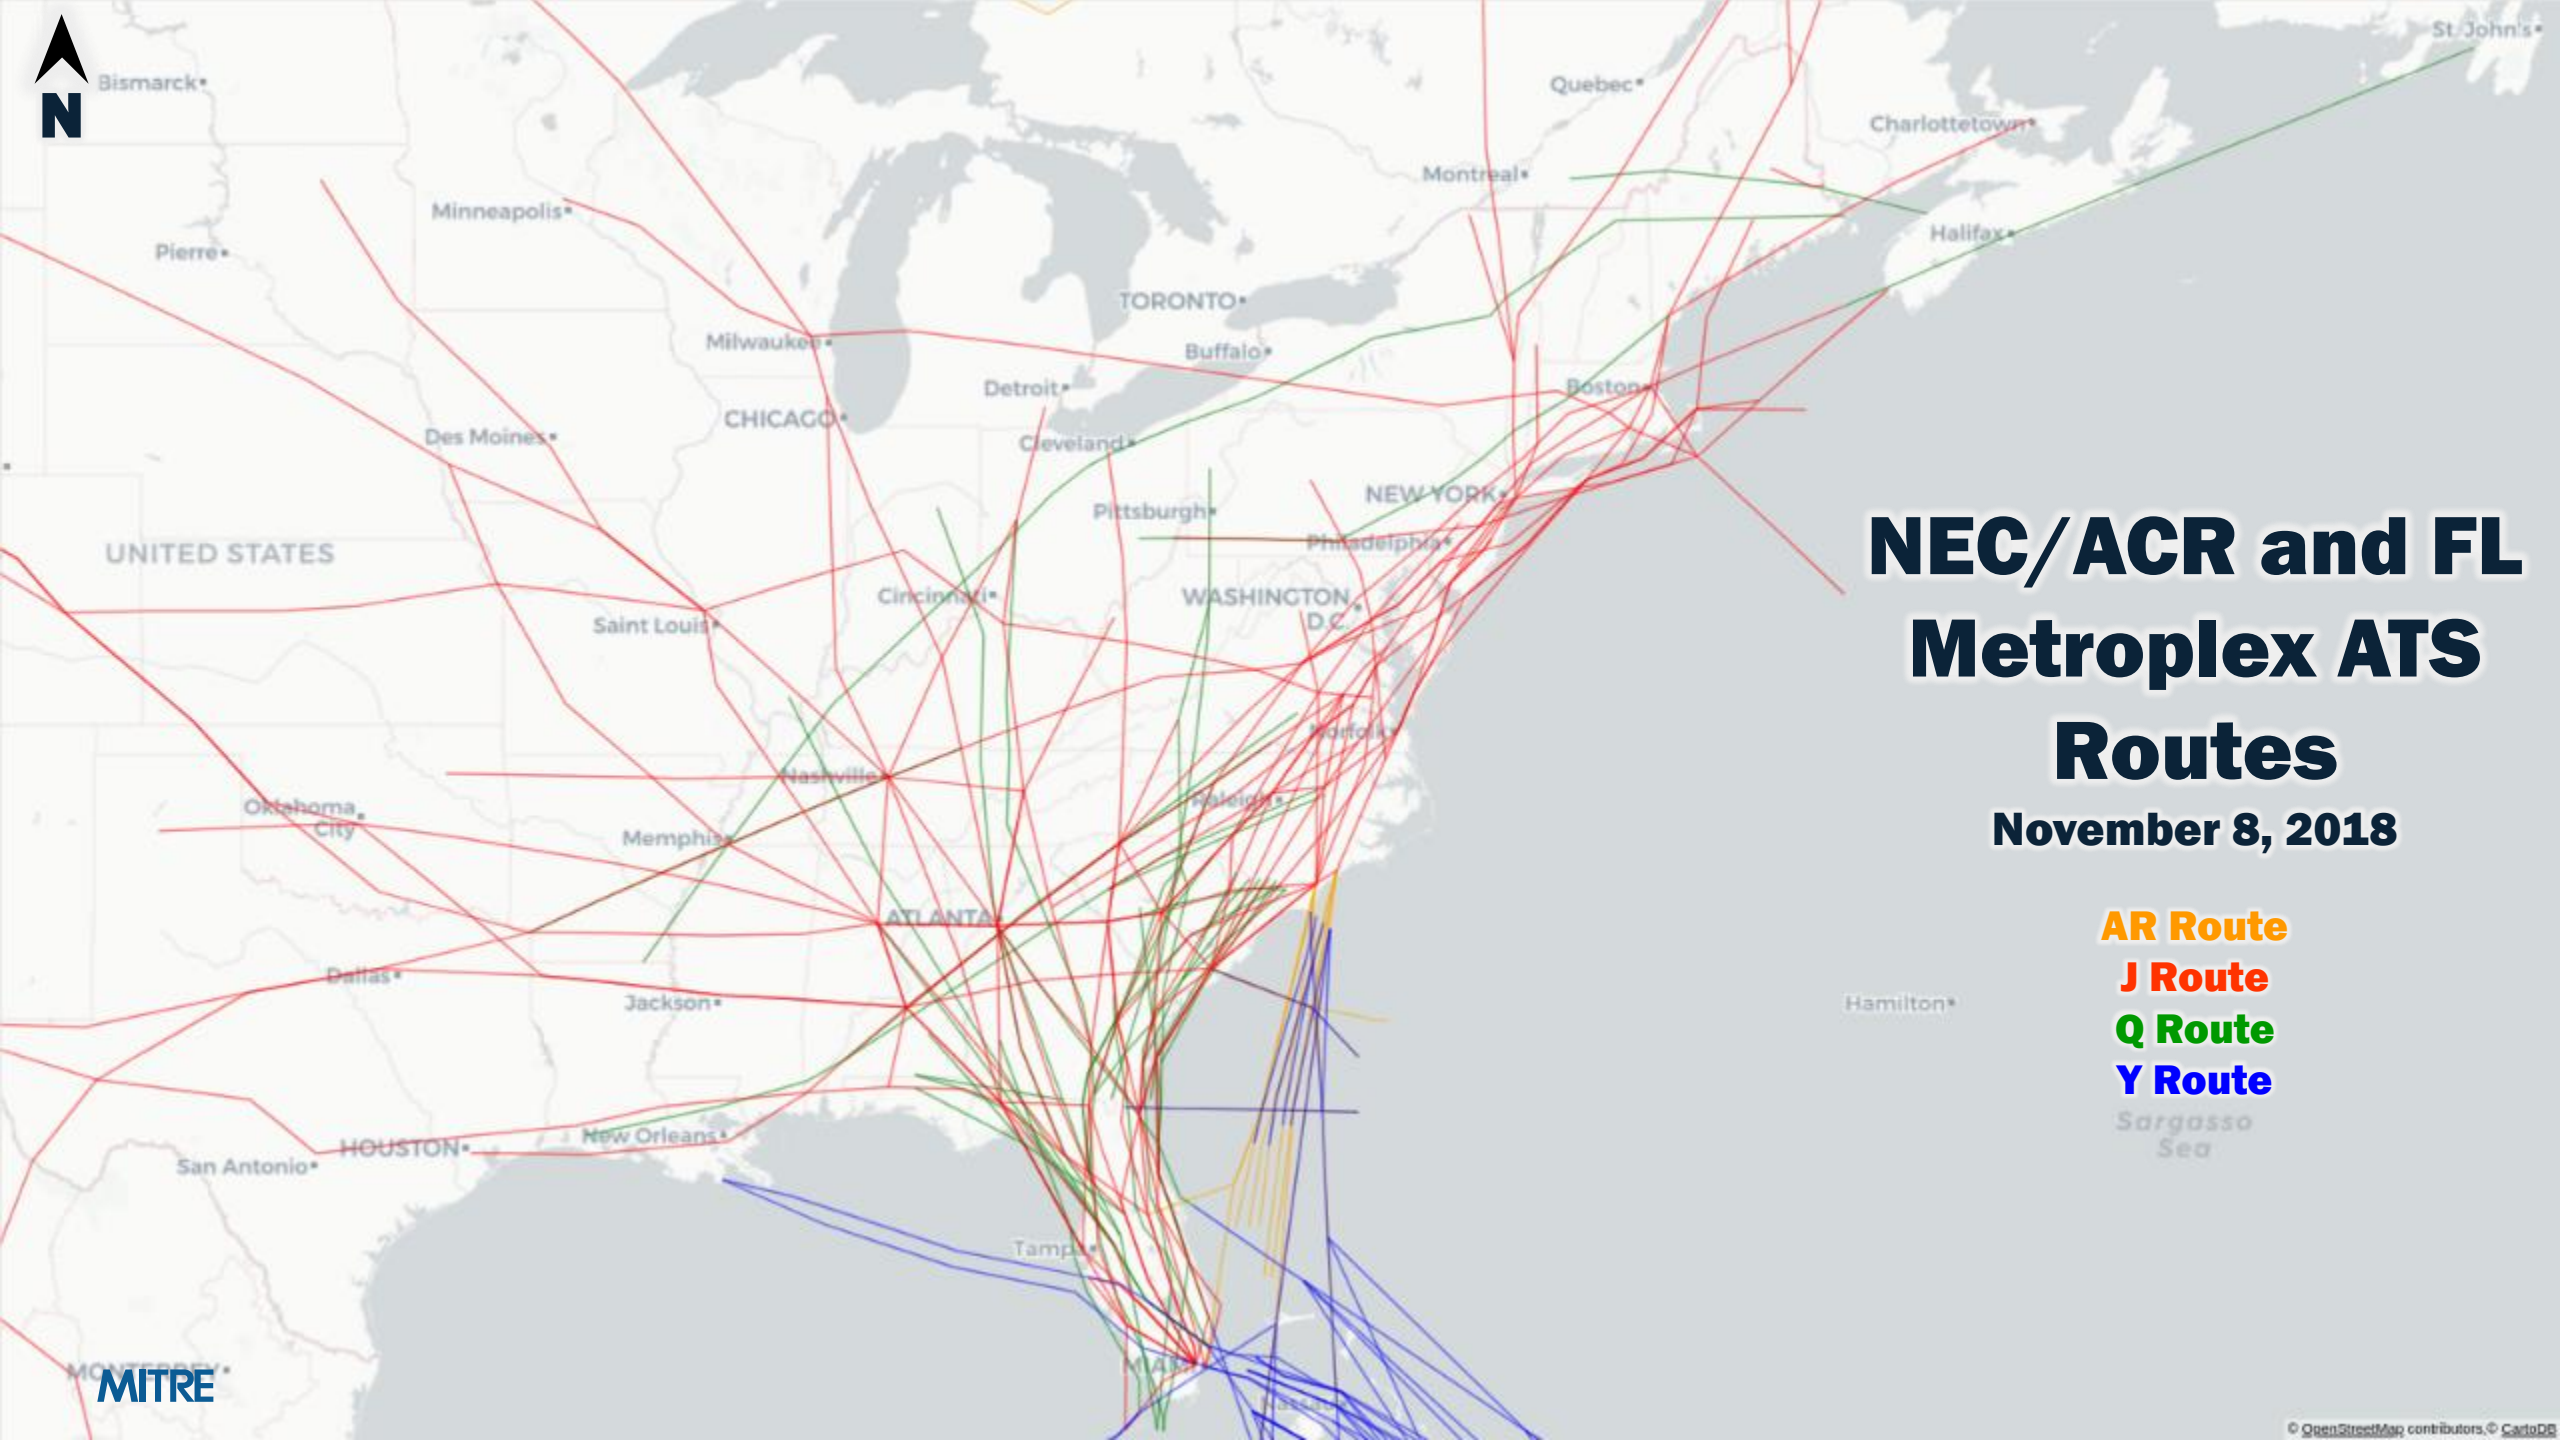 N
Bismarck
Quebec
St. John's
Charlottetown
Montreal
Minneapolis
Pierre
Halifax
TORONTO
Milwaukee
Buffalo
Detroit
Boston
CHICAGO
Des Moines
Cleveland
NEW YORK
Pittsburgh
Philadelphia
UNITED STATES
Cincinnati
WASHINGTON
D.C.
Saint Louis
Norfolk
Nashville
Raleigh
Oklahoma
City
Memphis
ATLANTA
Dallas
Jackson
Hamilton
New Orleans
HOUSTON
San Antonio
Sargasso
Sea
Tampa
MIAMI
MONTERREY
Nassau
NEC/ACR and FL
Metroplex ATS
Routes
November 8, 2018
AR Route
J Route
Q Route
Y Route
MITRE
© OpenStreetMap contributors,© CartoDB